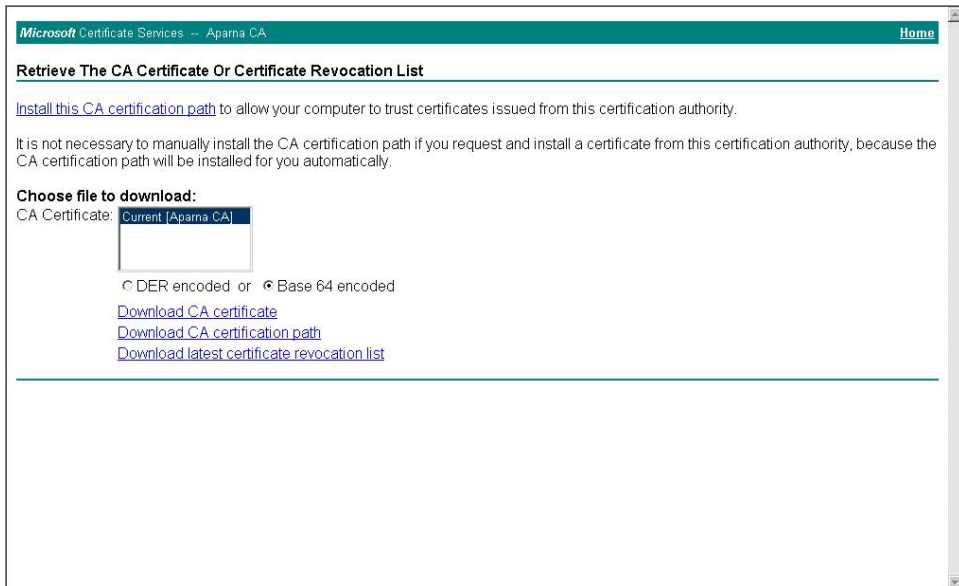 Microsoft Certificate Services -- Aparna CA Home
Retrieve The CA Certificate Or Certificate Revocation List
Install this CA certification path to allow your computer to trust certificates issued from this certification authority.
It is not necessary to manually install the CA certification path if you request and install a certificate from this certification authority, because the
CA certification path will be installed for you automatically.
Choose file to download:
CA Certificate: Current [Aparna CA]
DER encoded or Base 64 encoded
Download CA certificate
Download CA certification path
Download latest certificate revocation list